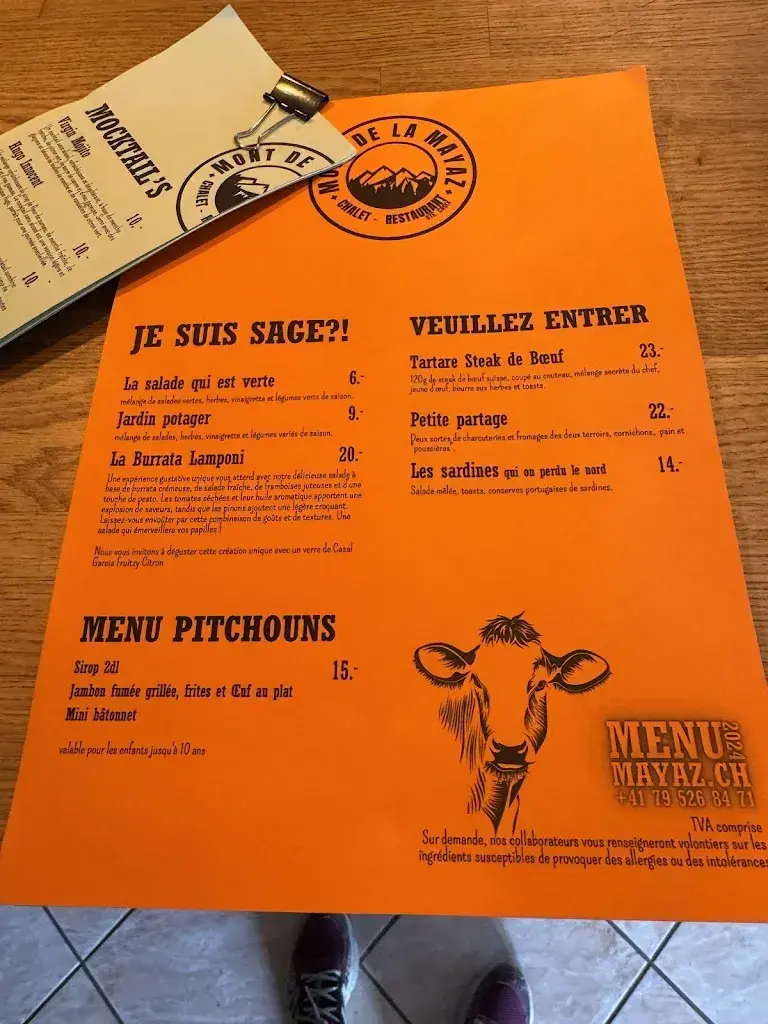 MOCKTAIL'S
Virgin Mojito 10.-
Hugo Innocent 10.-
10.-
MONT DE
CHALET -
DE LA MAYAZ
CHALET - RESTAURANT
JE SUIS SAGE?!
La salade qui est verte 6.-
mélange de salades vertes, herbes, vinaigrette et légumes verts de saison.
Jardin potager 9.-
mélange de salades, herbes, vinaigrette et légumes variés de saison.
La Burrata Lamponi 20.-
Une expérience gustative unique vous attend avec notre délicieuse salade à
base de burrata crémeuse, de salade fraîche, de framboises juteuses et d une
touche de pesto. Les tomates séchées et leur huile aromatique apportent une
explosion de saveurs, tandis que les pinons ajoutent une légère croquant.
Laissez-vous envoûter par cette combinaison de goûts et de textures. Une
salade qui émerveillera vos papilles !
Nous vous invitons à déguster cette création unique avec un verre de Casal
Garcia Fruitzy Citron
MENU PITCHOUNS
Sirop 2dl 15.-
Jambon fumée grillée, frites et Œuf au plat
Mini bâtonnet
valable pour les enfants jusqu'à 10 ans
VEUILLEZ ENTRER
Tartare Steak de Bœuf 23.-
120g de steak de bœuf suisse, coupé au couteau, mélange secrète du chef,
jeune d œuf, beurre aux herbes et toasts.
Petite partage 22.-
Deux sortes de charcuteries et fromages des deux terroirs, cornichons, pain et
poussières .
Les sardines qui on perdu le nord 14.-
Salade mêlée, toasts, conserves portugaises de sardines.
MENU 2024
MAYAZ.CH
+41 79 526 84 71
TVA comprise
Sur demande, nos collaborateurs vous renseigneront volontiers sur les
ingrédients susceptibles de provoquer des allergies ou des intolérances